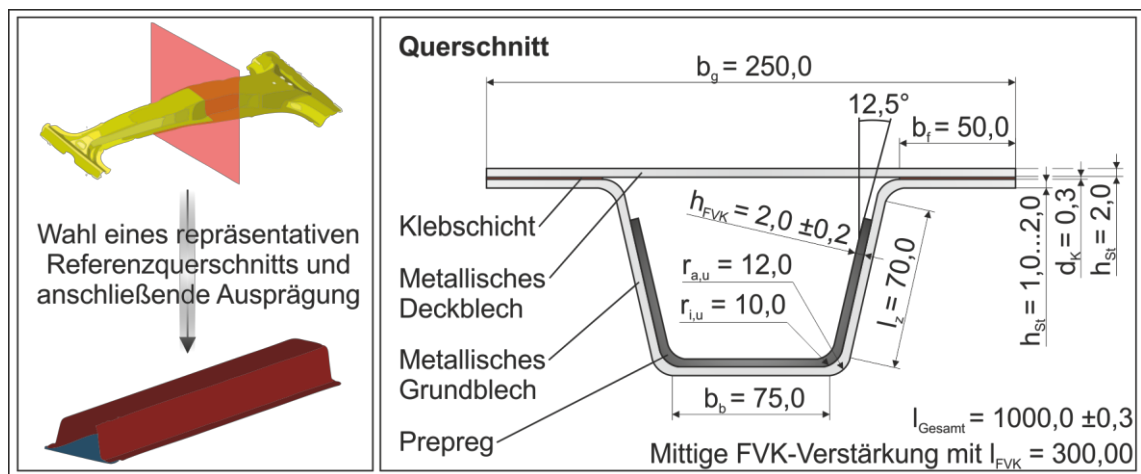 Wahl eines repräsentativen
Referenzquerschnitts und
anschließende Ausprägung
Querschnitt
b_g = 250,0
12,5°
b_f = 50,0
Klebschicht
Metallisches
Deckblech
Metallisches
Grundblech
Prepreg
h_FVK = 2,0 ±0,2
r_a,u = 12,0
r_i,u = 10,0
b_b = 75,0
l_z = 70,0
h_St = 1,0...2,0
d_K = 0,3
h_St = 2,0
l_Gesamt = 1000,0 ±0,3
Mittige FVK-Verstärkung mit l_FVK = 300,00